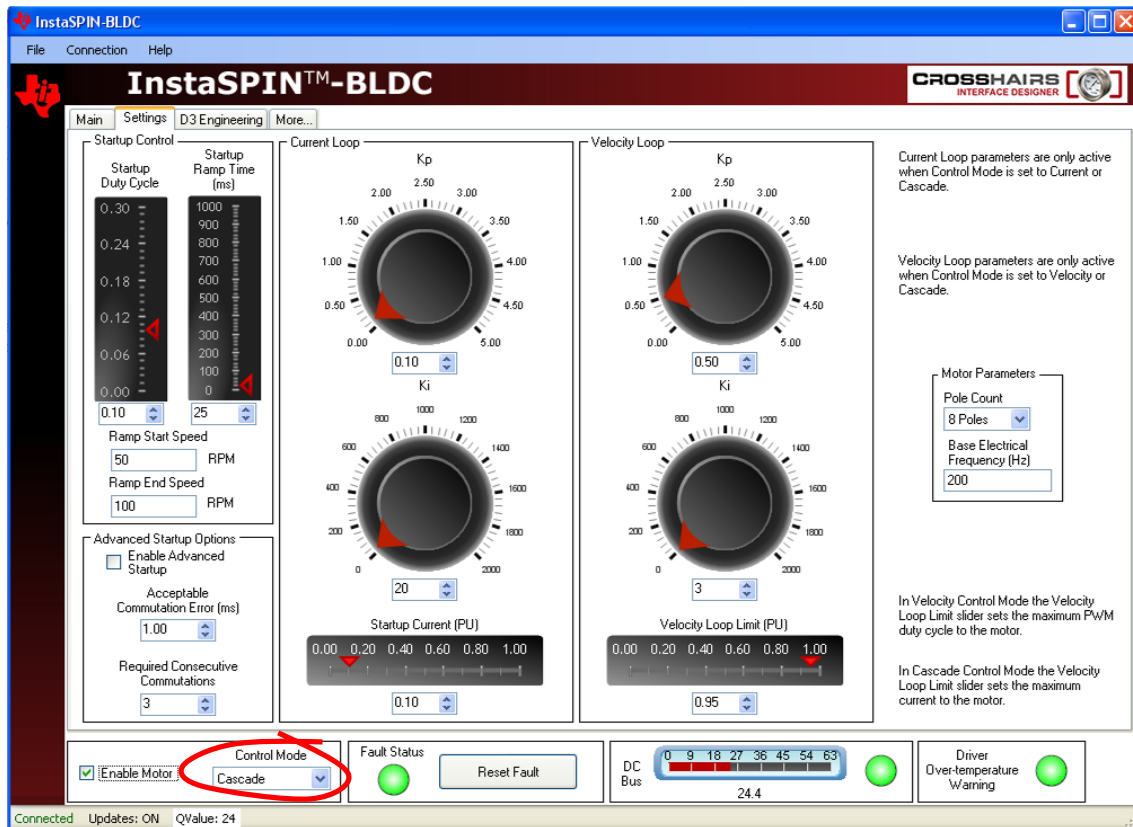 InstaSPIN-BLDC
File Connection Help
InstaSPIN™-BLDC
CROSSHAIRS
INTERFACE DESIGNER
Main Settings D3 Engineering More...
Startup Control
Startup
Duty Cycle
0.30
0.24
0.18
0.12
0.06
0.00
0.10
Startup
Ramp Time
(ms)
1000
900
800
700
600
500
400
300
200
100
0
25
Ramp Start Speed
50 RPM
Ramp End Speed
100 RPM
Advanced Startup Options
Enable Advanced
Startup
Acceptable
Commutation Error (ms)
1.00
Required Consecutive
Commutations
3
Current Loop
Kp
0.00 0.50 1.00 1.50 2.00 2.50 3.00 3.50 4.00 4.50 5.00
0.10
Ki
0 200 400 600 800 1000 1200 1400 1600 1800 2000
20
Startup Current (PU)
0.00 0.20 0.40 0.60 0.80 1.00
0.10
Velocity Loop
Kp
0.00 0.50 1.00 1.50 2.00 2.50 3.00 3.50 4.00 4.50 5.00
0.50
Ki
0 200 400 600 800 1000 1200 1400 1600 1800 2000
3
Velocity Loop Limit (PU)
0.00 0.20 0.40 0.60 0.80 1.00
0.95
Current Loop parameters are only active
when Control Mode is set to Current or
Cascade.
Velocity Loop parameters are only active
when Control Mode is set to Velocity or
Cascade.
Motor Parameters
Pole Count
8 Poles
Base Electrical
Frequency (Hz)
200
In Velocity Control Mode the Velocity
Loop Limit slider sets the maximum PWM
duty cycle to the motor.
In Cascade Control Mode the Velocity
Loop Limit slider sets the maximum
current to the motor.
Enable Motor
Control Mode
Cascade
Fault Status
Reset Fault
DC
Bus
0 9 18 27 36 45 54 63
24.4
Driver
Over-temperature
Warning
Connected Updates: ON QValue: 24